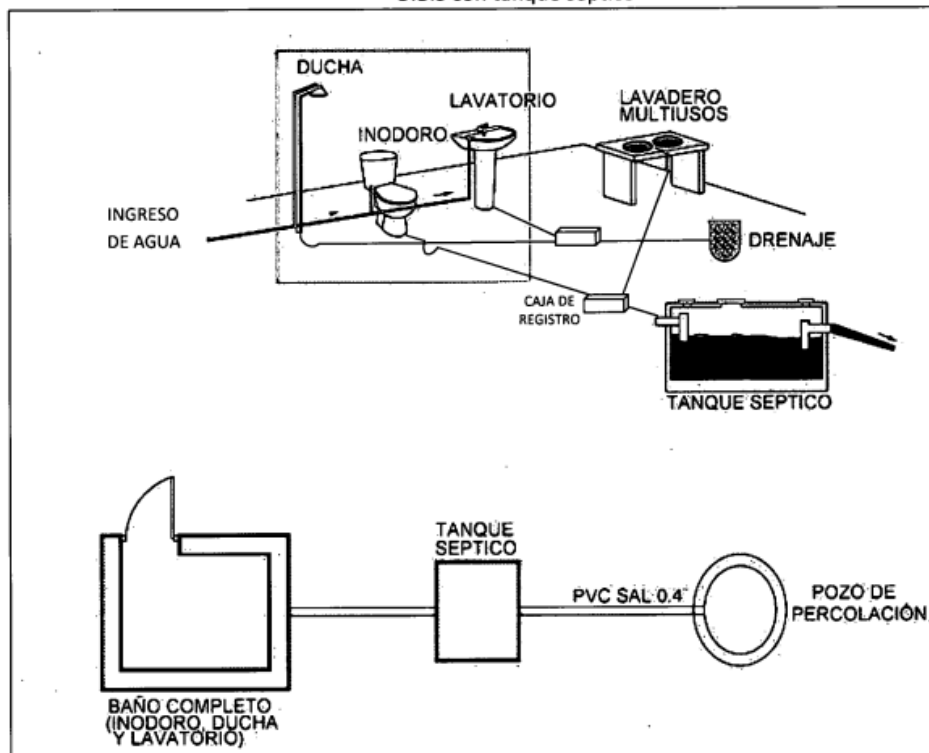 DUCHA
LAVATORIO
LAVADERO
MULTIUSOS
INODORO
INGRESO
DE AGUA
DRENAJE
CAJA DE
REGISTRO
TANQUE SEPTICO
TANQUE
SEPTICO
PVC SAL 0.4"
POZO DE
PERCOLACIÓN
BAÑO COMPLETO
(INODORO, DUCHA
Y LAVATORIO)